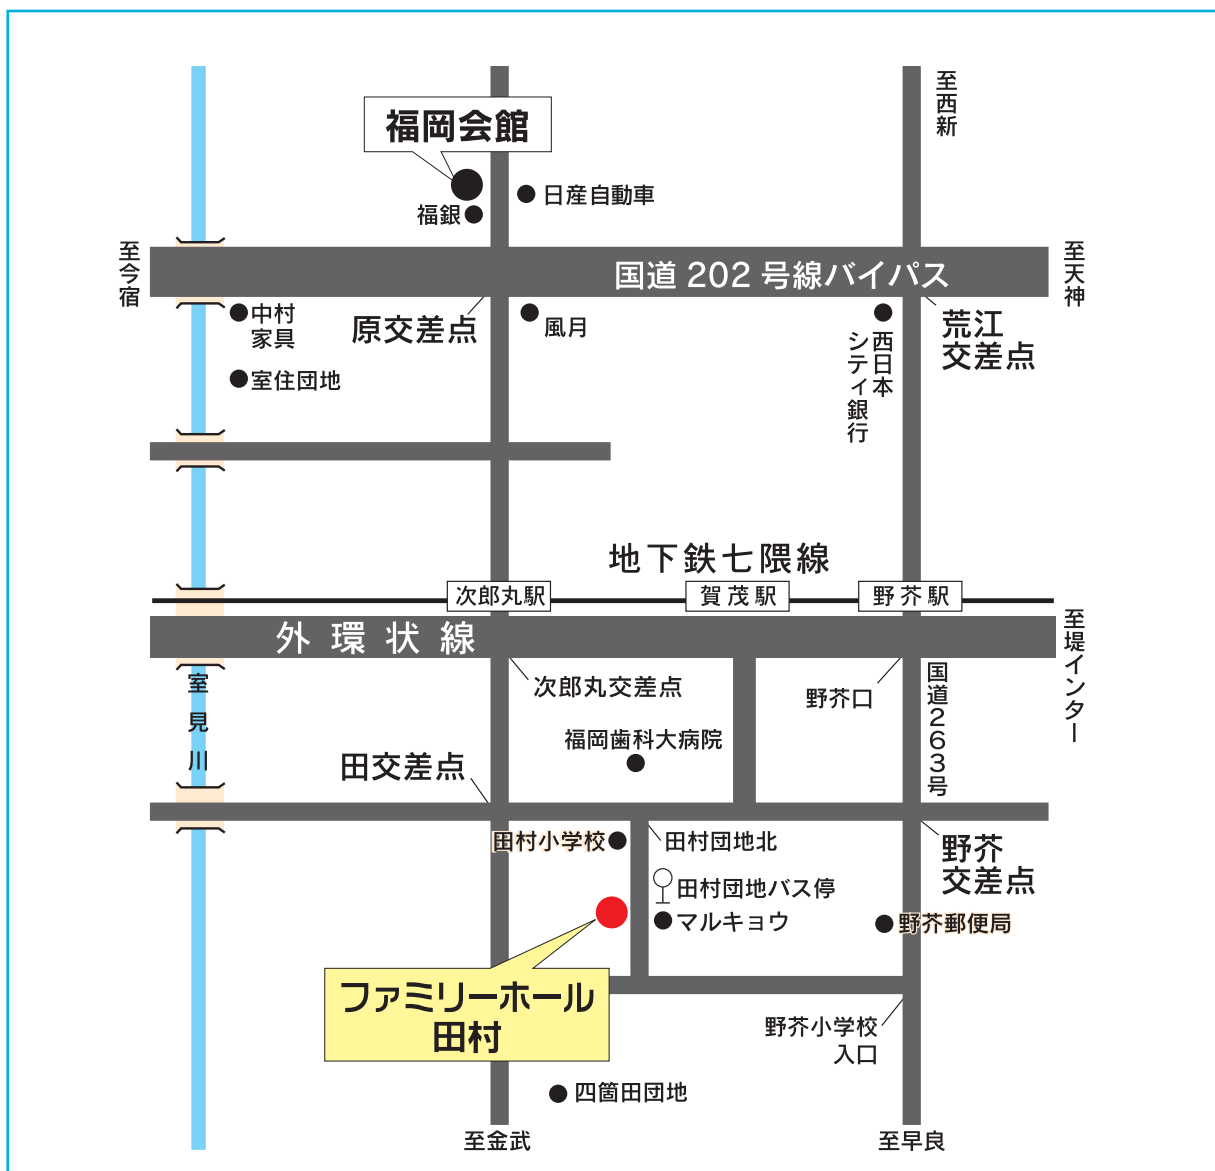 至西新
福岡会館
日産自動車
福銀
至今宿
国道202号線バイパス
至天神
中村
家具
原交差点
風月
荒江
交差点
西日本
シティ銀行
室住団地
地下鉄七隈線
次郎丸駅
賀茂駅
野芥駅
外環状線
至堤インター
室見川
次郎丸交差点
野芥口
国道263号
福岡歯科大病院
田交差点
田村小学校
田村団地北
野芥
交差点
田村団地バス停
マルキョウ
野芥郵便局
ファミリーホール
田村
野芥小学校
入口
四箇田団地
至金武
至早良